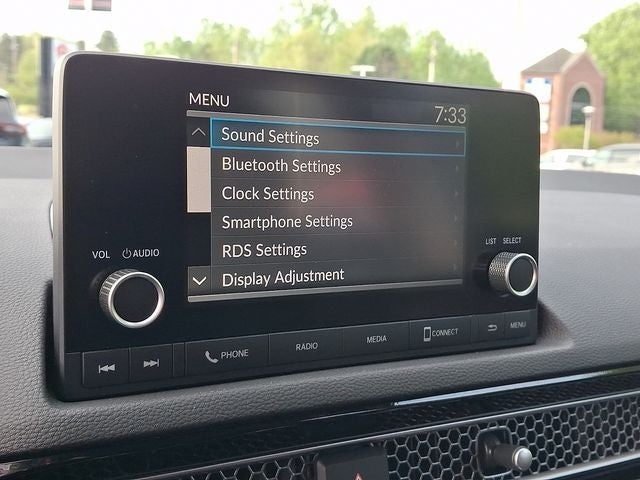 MENU
7:33
Sound Settings
Bluetooth Settings
Clock Settings
Smartphone Settings
RDS Settings
Display Adjustment
VOL AUDIO
LIST SELECT
PHONE
RADIO
MEDIA
CONNECT
MENU